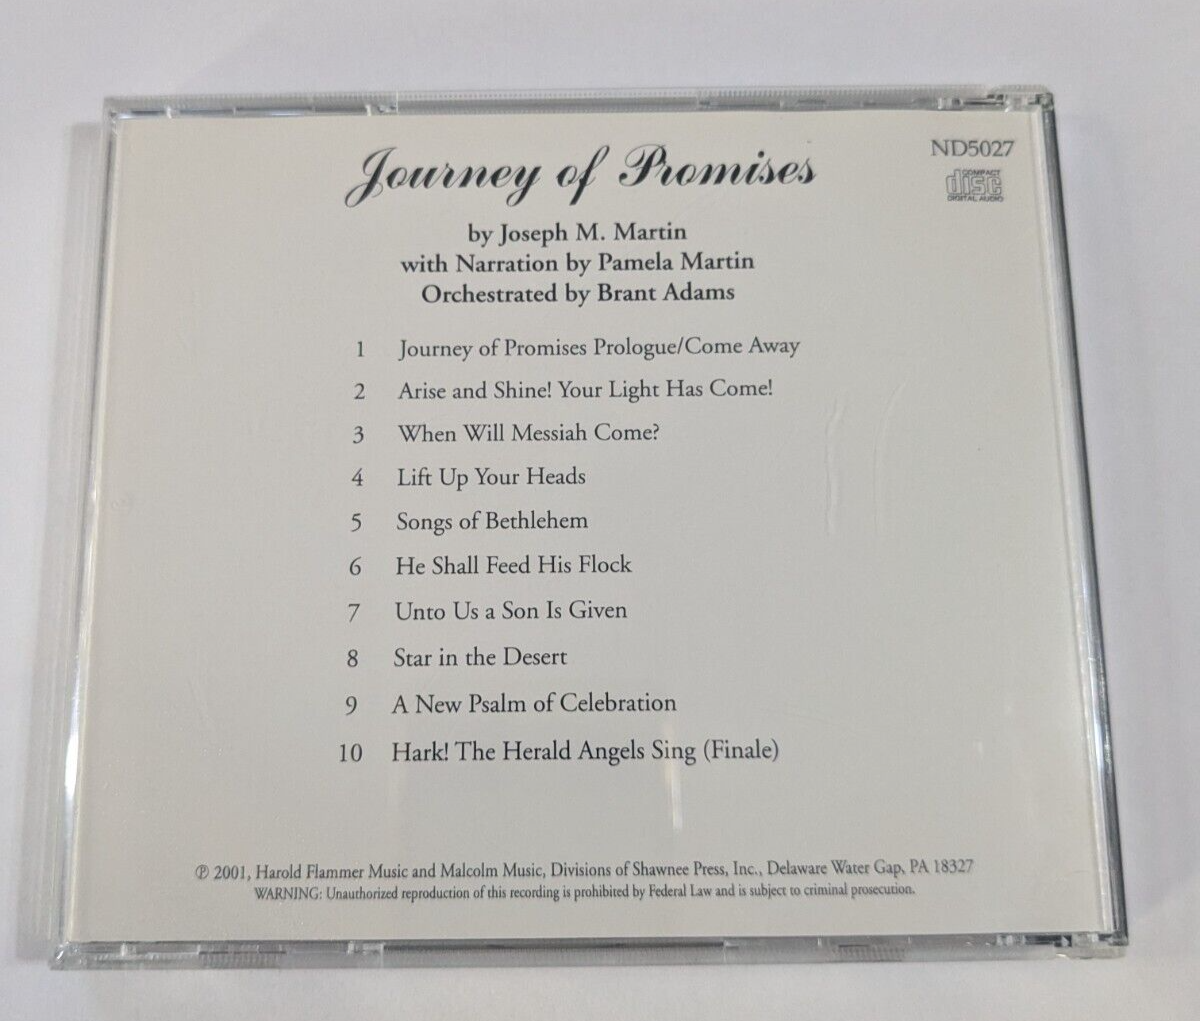 Journey of Promises
ND5027
COMPACT
disc
DIGITAL AUDIO
by Joseph M. Martin
with Narration by Pamela Martin
Orchestrated by Brant Adams
1 Journey of Promises Prologue/Come Away
2 Arise and Shine! Your Light Has Come!
3 When Will Messiah Come?
4 Lift Up Your Heads
5 Songs of Bethlehem
6 He Shall Feed His Flock
7 Unto Us a Son Is Given
8 Star in the Desert
9 A New Psalm of Celebration
10 Hark! The Herald Angels Sing (Finale)
℗ 2001, Harold Flammer Music and Malcolm Music, Divisions of Shawnee Press, Inc., Delaware Water Gap, PA 18327
WARNING: Unauthorized reproduction of this recording is prohibited by Federal Law and is subject to criminal prosecution.